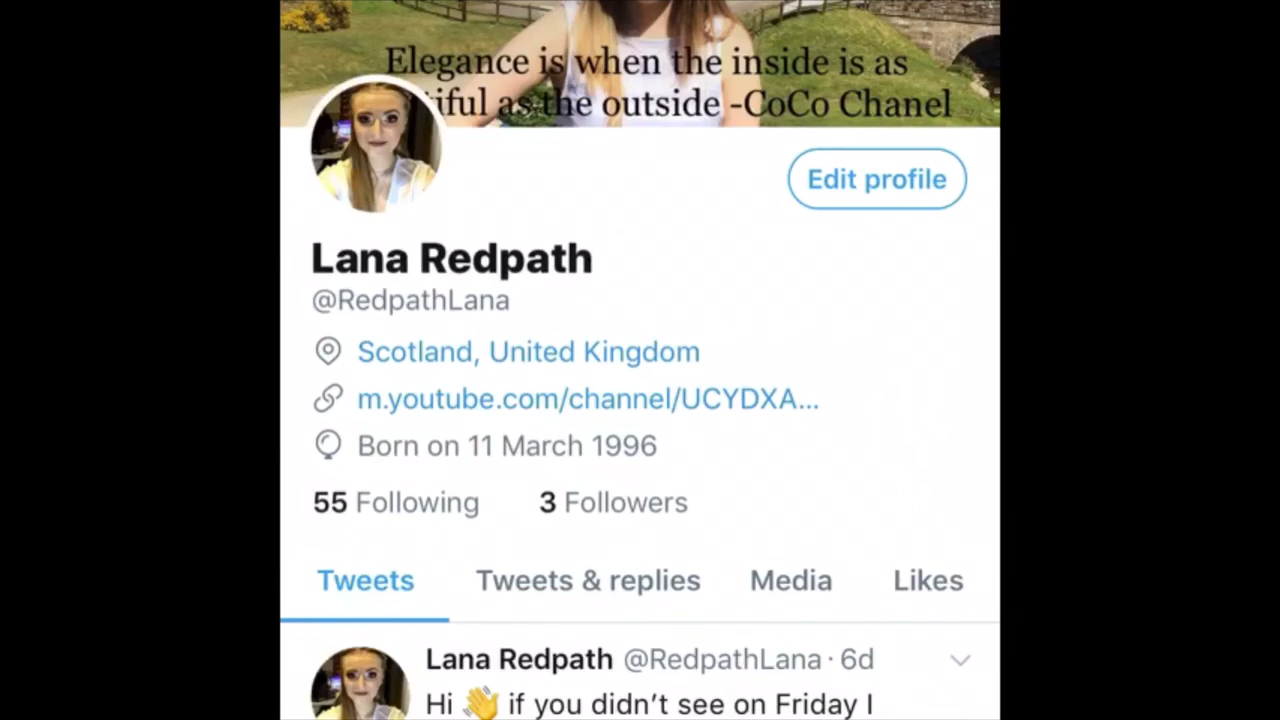 Elegance is when the inside is as
tiful as the outside -CoCo Chanel
Edit profile
Lana Redpath
@RedpathLana
Scotland, United Kingdom
m.youtube.com/channel/UCYDXA...
Born on 11 March 1996
55 Following 3 Followers
Tweets Tweets & replies Media Likes
Lana Redpath @RedpathLana · 6d
Hi 👋 if you didn't see on Friday I